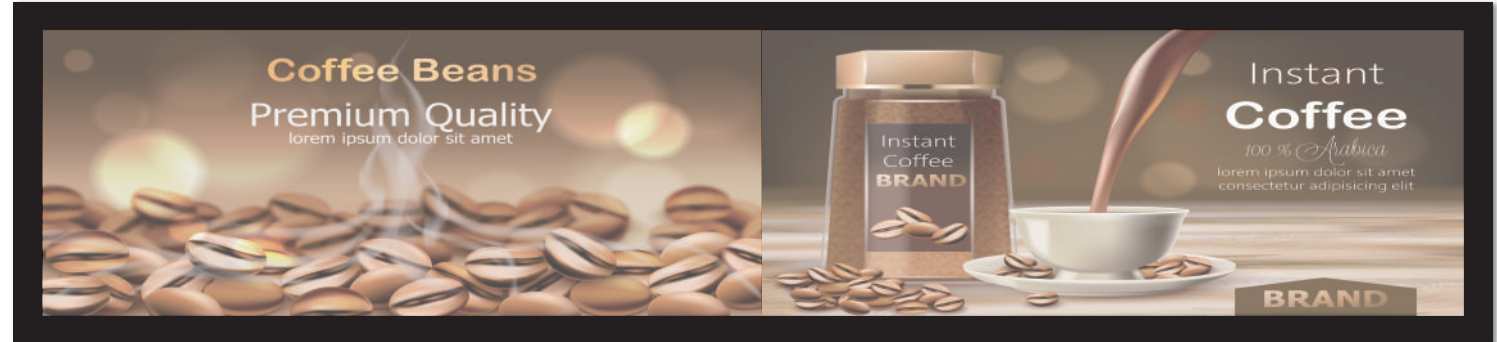 Coffee Beans
Premium Quality
lorem ipsum dolor sit amet
Instant
Coffee
BRAND
Instant
Coffee
100 % Arabica
lorem ipsum dolor sit amet
consectetur adipisicing elit
BRAND